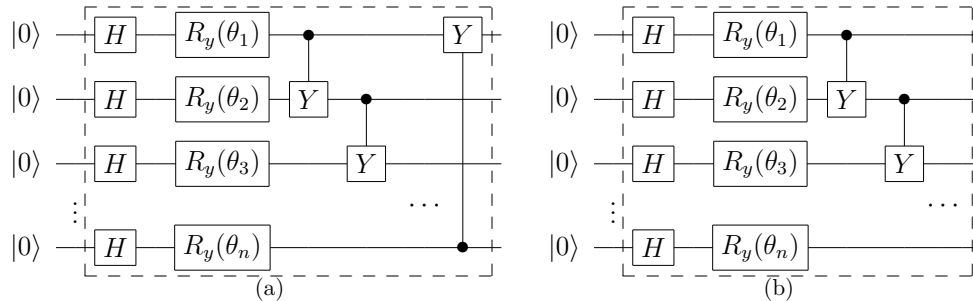 |0⟩ H R_y(θ_1) Y |0⟩ H R_y(θ_1)
|0⟩ H R_y(θ_2) Y |0⟩ H R_y(θ_2) Y
|0⟩ H R_y(θ_3) Y |0⟩ H R_y(θ_3) Y
⋮ ⋯ ⋮ ⋯
|0⟩ H R_y(θ_n) |0⟩ H R_y(θ_n)
(a) (b)